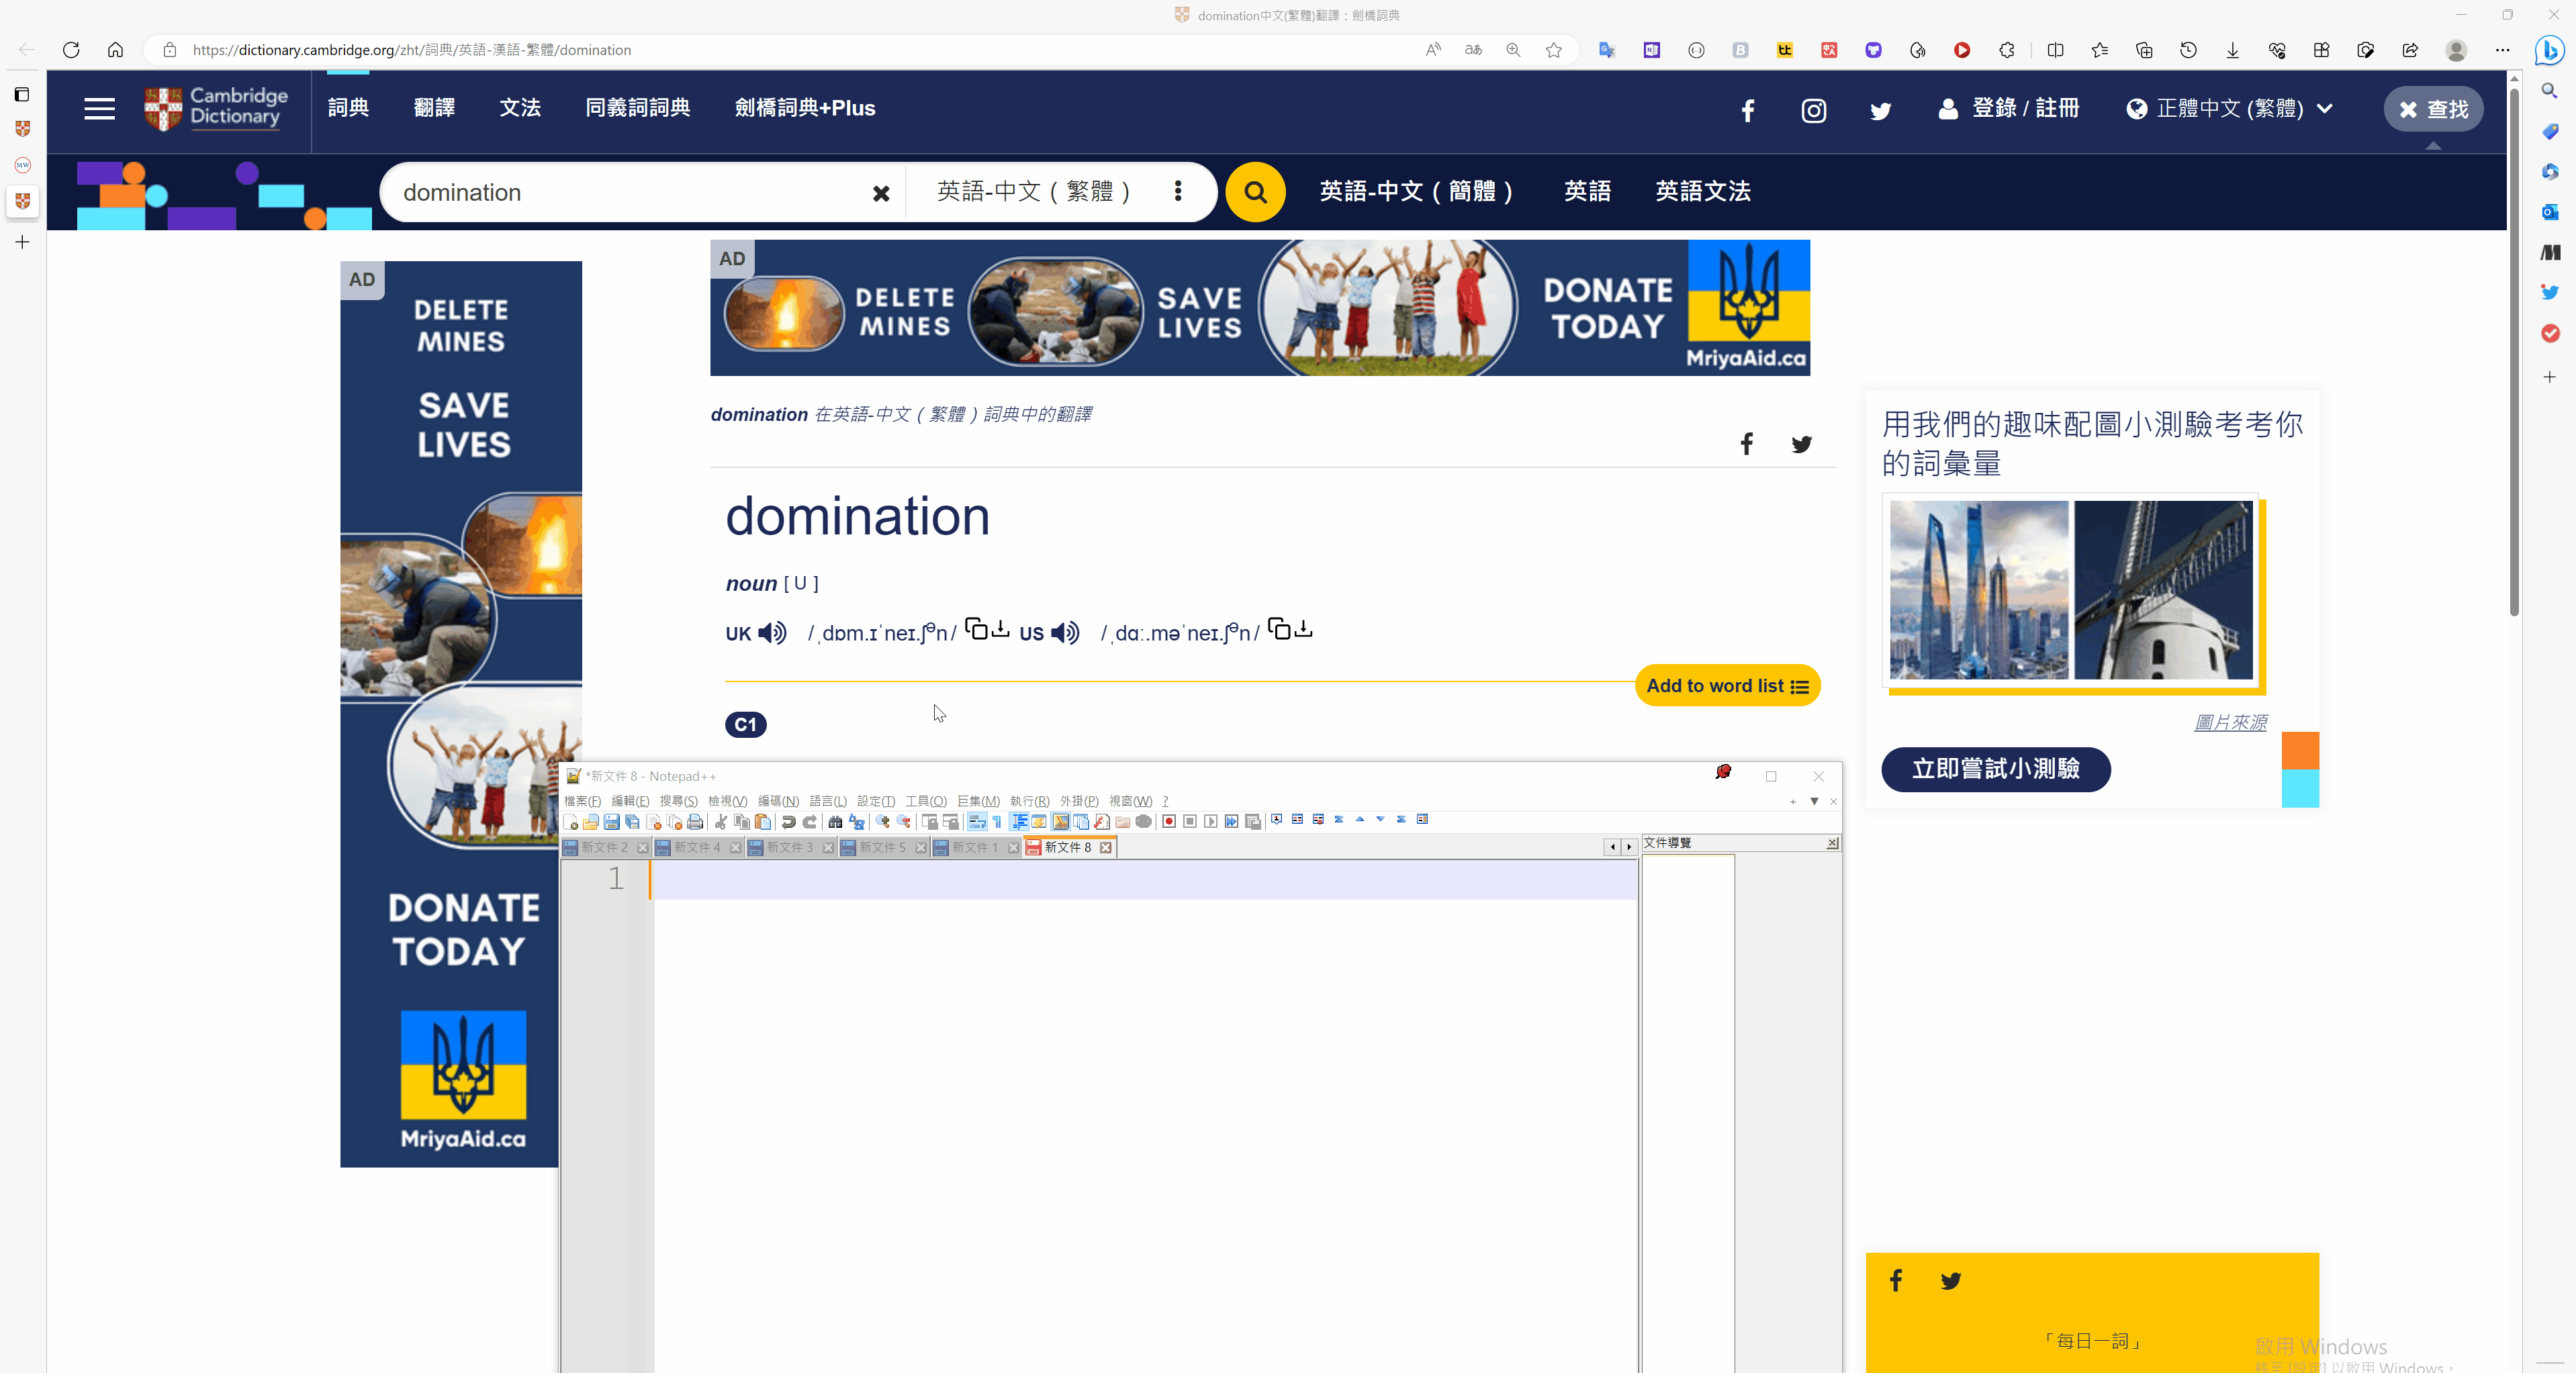 domination中文(繁體)翻譯：劍橋詞典
https://dictionary.cambridge.org/zht/詞典/英語-漢語-繁體/domination
Cambridge Dictionary
詞典 翻譯 文法 同義詞詞典 劍橋詞典+Plus
登錄 / 註冊 正體中文 (繁體) 查找
domination 英語-中文（繁體） 英語-中文（簡體） 英語 英語文法
AD
DELETE
MINES
SAVE
LIVES
DONATE
TODAY
MriyaAid.ca
AD
DELETE
MINES
SAVE
LIVES
DONATE
TODAY
MriyaAid.ca
domination 在英語-中文（繁體）詞典中的翻譯
domination
noun [ U ]
UK /ˌdɒm.ɪˈneɪ.ʃᵊn/ US /ˌdɑː.məˈneɪ.ʃᵊn/
Add to word list
C1
用我們的趣味配圖小測驗考考你
的詞彙量
圖片來源
立即嘗試小測驗
*新文件 8 - Notepad++
檔案(F) 編輯(E) 搜尋(S) 檢視(V) 編碼(N) 語言(L) 設定(T) 工具(O) 巨集(M) 執行(R) 外掛(P) 視窗(W) ?
新文件 2 新文件 4 新文件 3 新文件 5 新文件 1 新文件 8
文件導覽
1
「每日一詞」
啟用 Windows
移至 [設定] 以啟用 Windows。